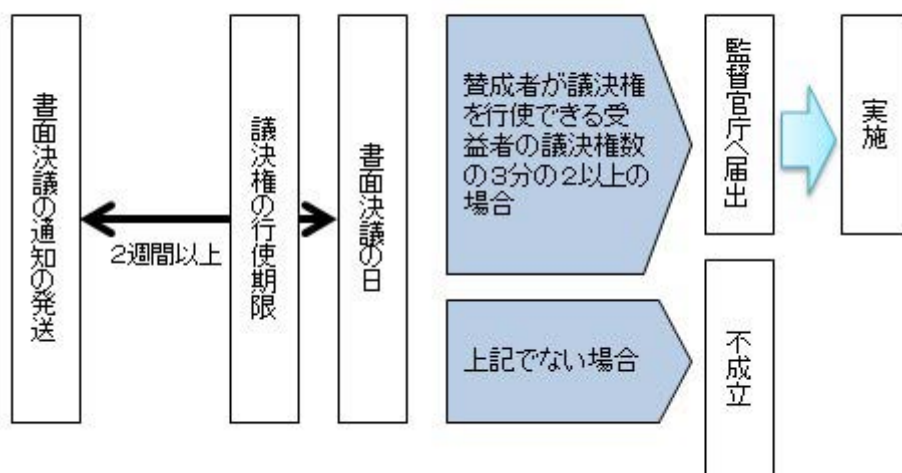 書面決議の通知の発送
2週間以上
議決権の行使期限
書面決議の日
賛成者が議決権
を行使できる受
益者の議決権数
の3分の2以上の
場合
監督官庁へ届出
実施
上記でない場合
不成立